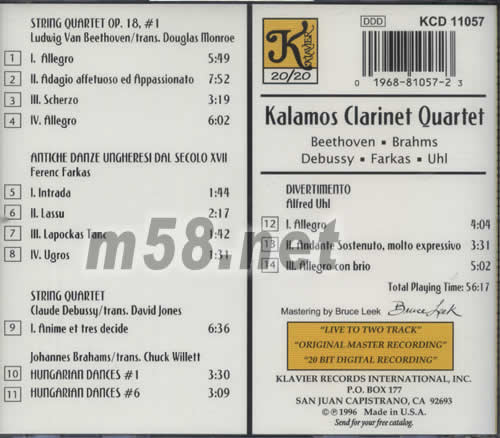 STRING QUARTET OP. 18, #1
Ludwig Van Beethoven/trans. Douglas Monroe
1 I. Allegro 5:49
2 II. Adagio affetuoso ed Appassionato 7:52
3 III. Scherzo 3:19
4 IV. Allegro 6:02
ANTICHE DANZE UNGHERESI DAL SECOLO XVII
Ferenc Farkas
5 I. Intrada 1:44
6 II. Lassu 2:17
7 III. Lapockas Tanc 1:42
8 IV. Ugros 1:31
STRING QUARTET
Claude Debussy/trans. David Jones
9 I. Anime et tres decide 6:36
Johannes Brahams/trans. Chuck Willett
10 HUNGARIAN DANCES #1 3:30
11 HUNGARIAN DANCES #6 3:09
K KLAVIER
20/20
DDD KCD 11057
0 1968-81057-2 3
Kalamos Clarinet Quartet
Beethoven • Brahms
Debussy • Farkas • Uhl
DIVERTIMENTO
Alfred Uhl
12 I. Allegro 4:04
13 II. Andante Sostenuto, molto expressivo 3:31
14 III. Allegro con brio 5:02
Total Playing Time: 56:17
Mastering by Bruce Leek Bruce Leek
"LIVE TO TWO TRACK"
"ORIGINAL MASTER RECORDING"
"20 BIT DIGITAL RECORDING"
KLAVIER RECORDS INTERNATIONAL, INC.
P.O. BOX 177
SAN JUAN CAPISTRANO, CA 92693
©℗ 1996 Made in U.S.A.
Send for your free catalog.
m58.net